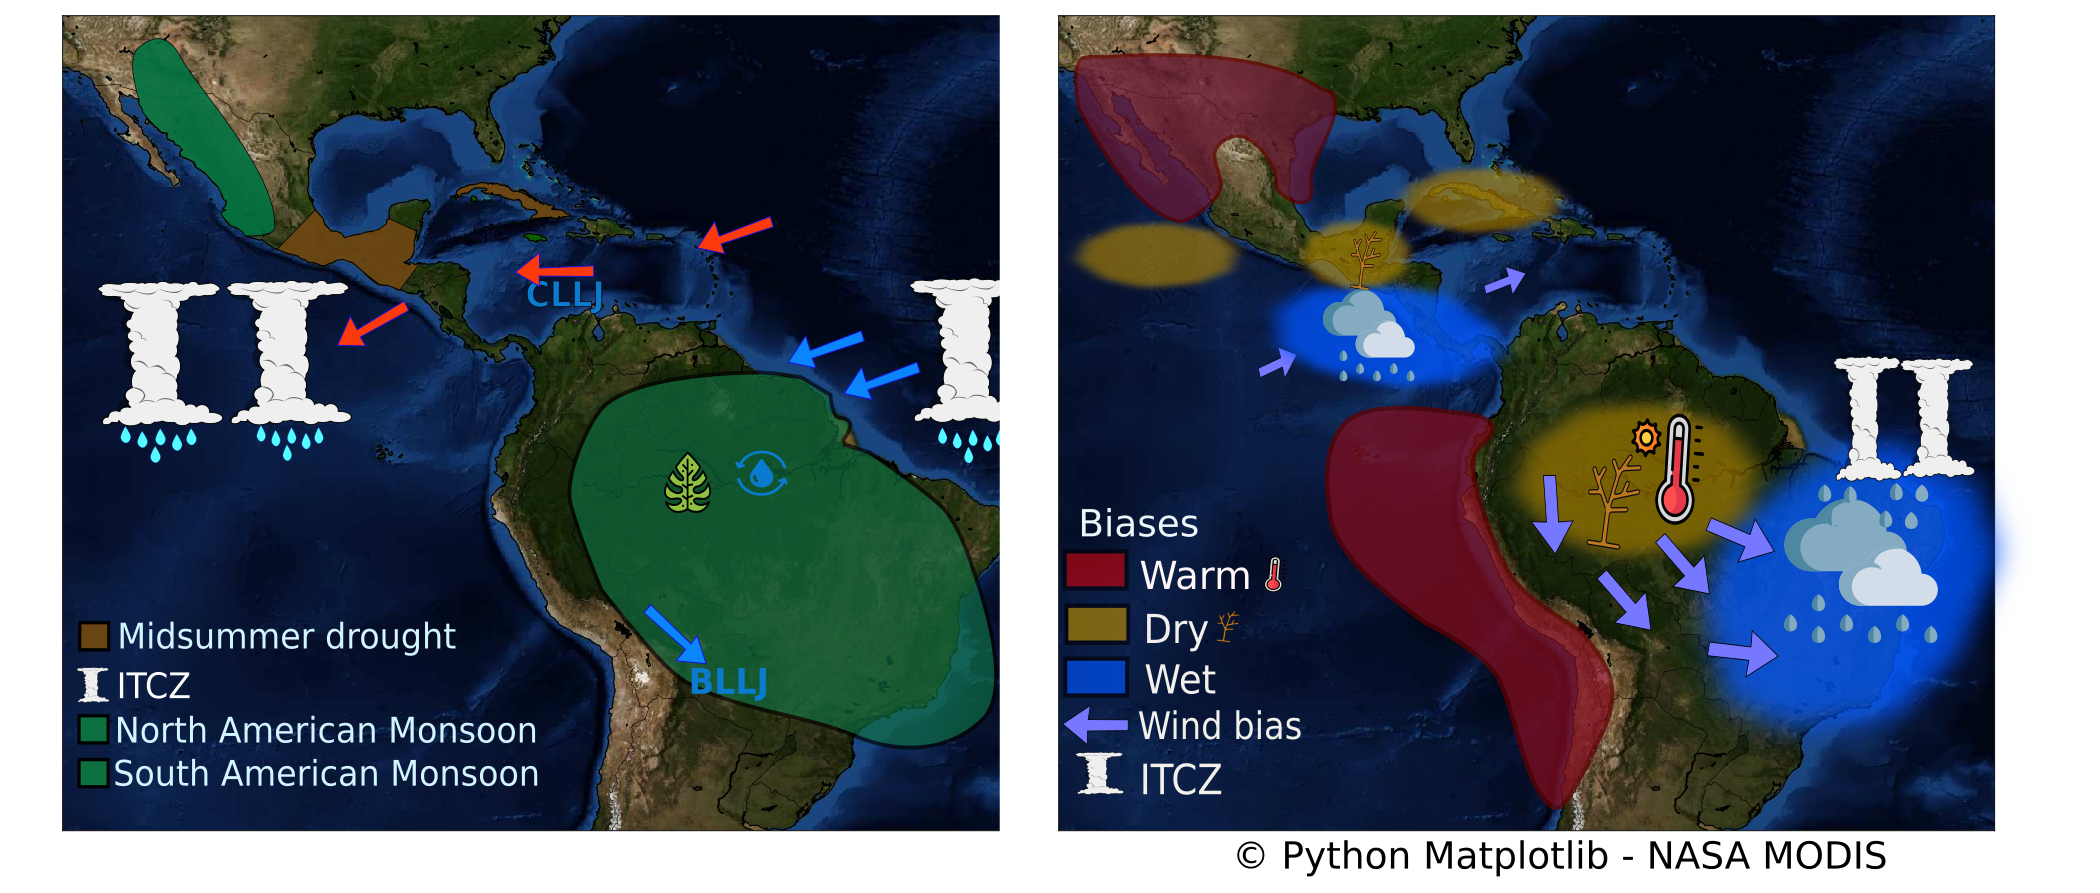 CLLJ
BLLJ
Midsummer drought
ITCZ
North American Monsoon
South American Monsoon
Biases
Warm
Dry
Wet
Wind bias
ITCZ
© Python Matplotlib - NASA MODIS